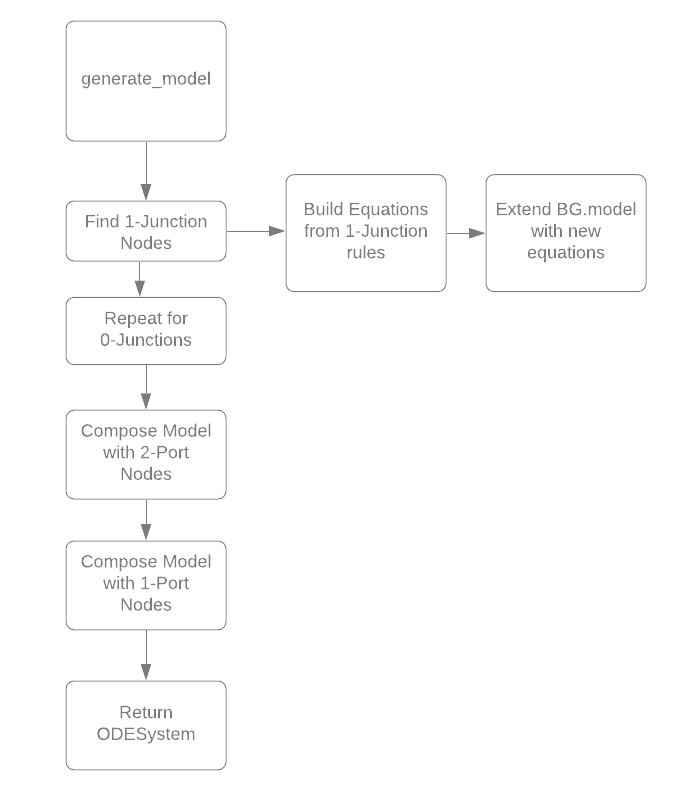 generate_model
Find 1-Junction
Nodes
Build Equations
from 1-Junction
rules
Extend BG.model
with new
equations
Repeat for
0-Junctions
Compose Model
with 2-Port
Nodes
Compose Model
with 1-Port
Nodes
Return
ODESystem